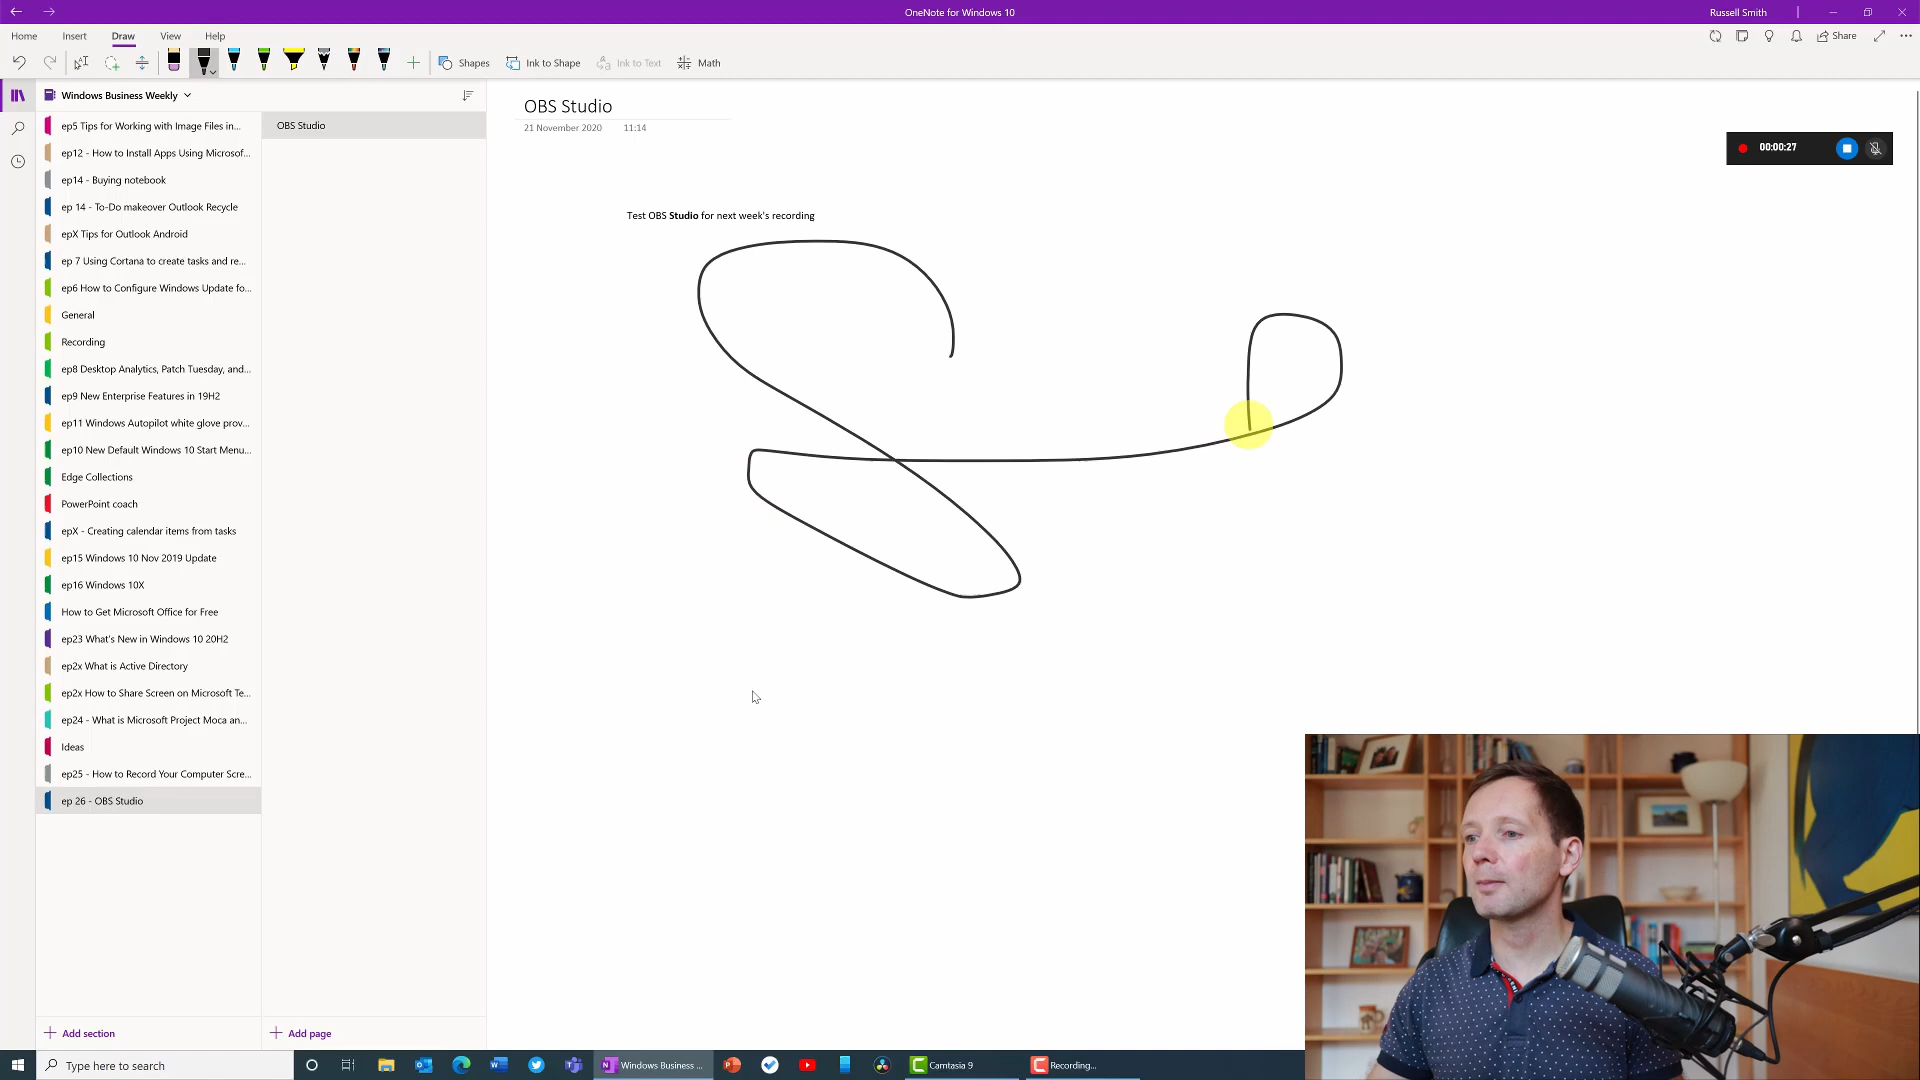 OneNote for Windows 10
Russell Smith
Home Insert Draw View Help
Share
Shapes Ink to Shape Ink to Text Math
Windows Business Weekly
ep5 Tips for Working with Image Files in...
ep12 - How to Install Apps Using Microsof...
ep14 - Buying notebook
ep 14 - To-Do makeover Outlook Recycle
epX Tips for Outlook Android
ep 7 Using Cortana to create tasks and re...
ep6 How to Configure Windows Update fo...
General
Recording
ep8 Desktop Analytics, Patch Tuesday, and...
ep9 New Enterprise Features in 19H2
ep11 Windows Autopilot white glove prov...
ep10 New Default Windows 10 Start Menu...
Edge Collections
PowerPoint coach
epX - Creating calendar items from tasks
ep15 Windows 10 Nov 2019 Update
ep16 Windows 10X
How to Get Microsoft Office for Free
ep23 What's New in Windows 10 20H2
ep2x What is Active Directory
ep2x How to Share Screen on Microsoft Te...
ep24 - What is Microsoft Project Moca an...
Ideas
ep25 - How to Record Your Computer Scre...
ep 26 - OBS Studio
Add section
OBS Studio
Add page
OBS Studio
21 November 2020 11:14
Test OBS Studio for next week's recording
00:00:27
Type here to search
Windows Business ...
Camtasia 9
Recording...